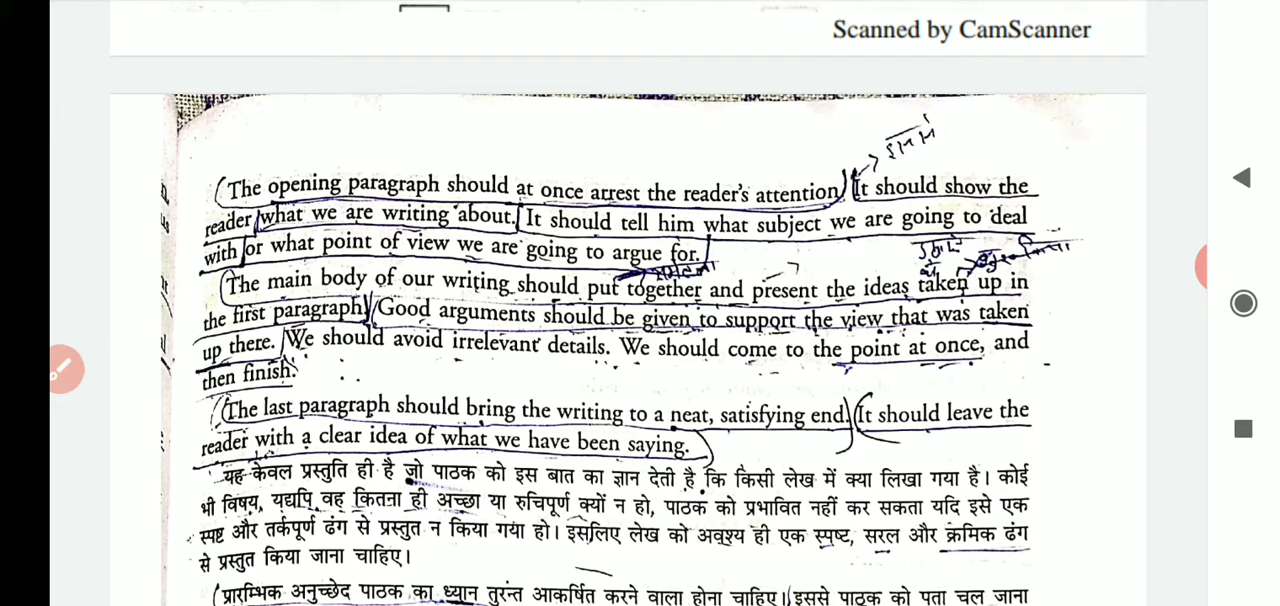 Scanned by CamScanner
The opening paragraph should at once arrest the reader's attention. It should show the
reader what we are writing about. It should tell him what subject we are going to deal
with or what point of view we are going to argue for.
The main body of our writing should put together and present the ideas taken up in
the first paragraph. Good arguments should be given to support the view that was taken
up there. We should avoid irrelevant details. We should come to the point at once, and
then finish.
The last paragraph should bring the writing to a neat, satisfying end. It should leave the
reader with a clear idea of what we have been saying.
यह केवल प्रस्तुति ही है जो पाठक को इस बात का ज्ञान देती है कि किसी लेख में क्या लिखा गया है। कोई
भी विषय, यद्यपि वह कितना ही अच्छा या रुचिपूर्ण क्यों न हो, पाठक को प्रभावित नहीं कर सकता यदि इसे एक
स्पष्ट और तर्कपूर्ण ढंग से प्रस्तुत न किया गया हो। इसलिए लेख को अवश्य ही एक स्पष्ट, सरल और क्रमिक ढंग
से प्रस्तुत किया जाना चाहिए।
प्रारम्भिक अनुच्छेद पाठक का ध्यान तुरंत आकर्षित करने वाला होना चाहिए। इससे पाठक को पता चल जाना